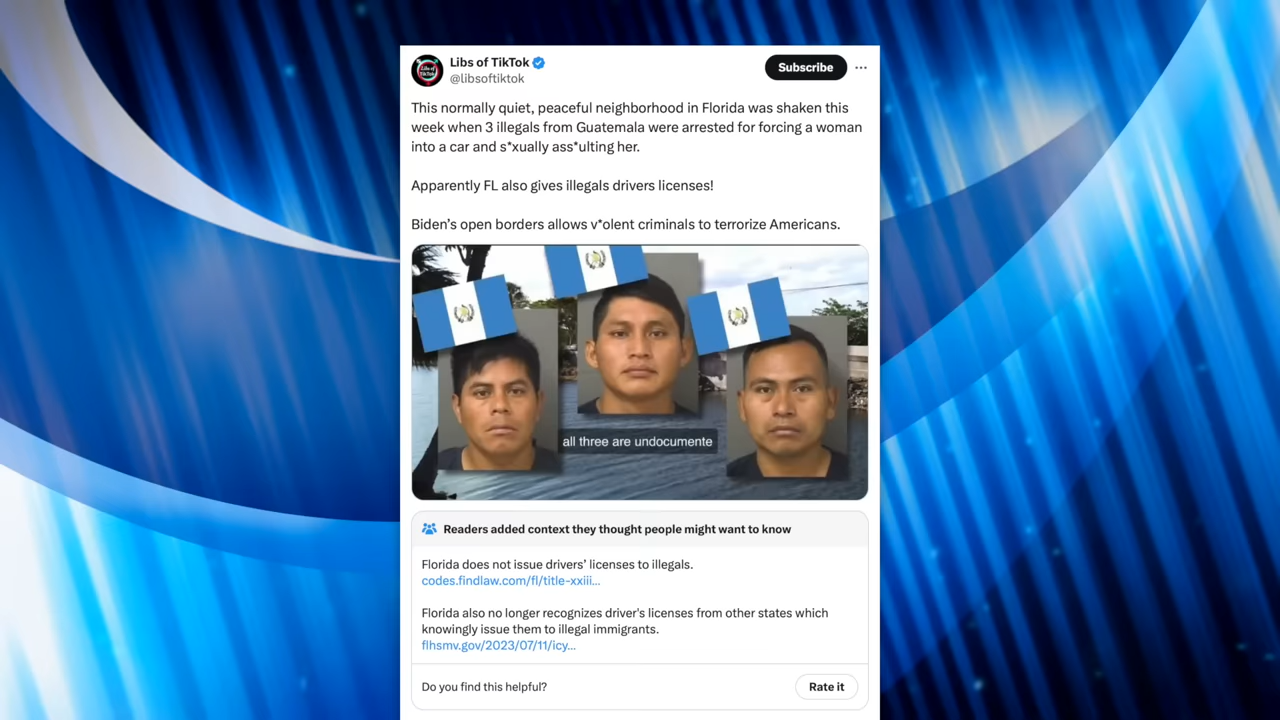 Libs of TikTok
@libsoftiktok
Subscribe
This normally quiet, peaceful neighborhood in Florida was shaken this
week when 3 illegals from Guatemala were arrested for forcing a woman
into a car and s*xually ass*ulting her.
Apparently FL also gives illegals drivers licenses!
Biden's open borders allows v*olent criminals to terrorize Americans.
all three are undocumente
Readers added context they thought people might want to know
Florida does not issue drivers' licenses to illegals.
codes.findlaw.com/fl/title-xxiii...
Florida also no longer recognizes driver's licenses from other states which
knowingly issue them to illegal immigrants.
flhsmv.gov/2023/07/11/icy...
Do you find this helpful?
Rate it